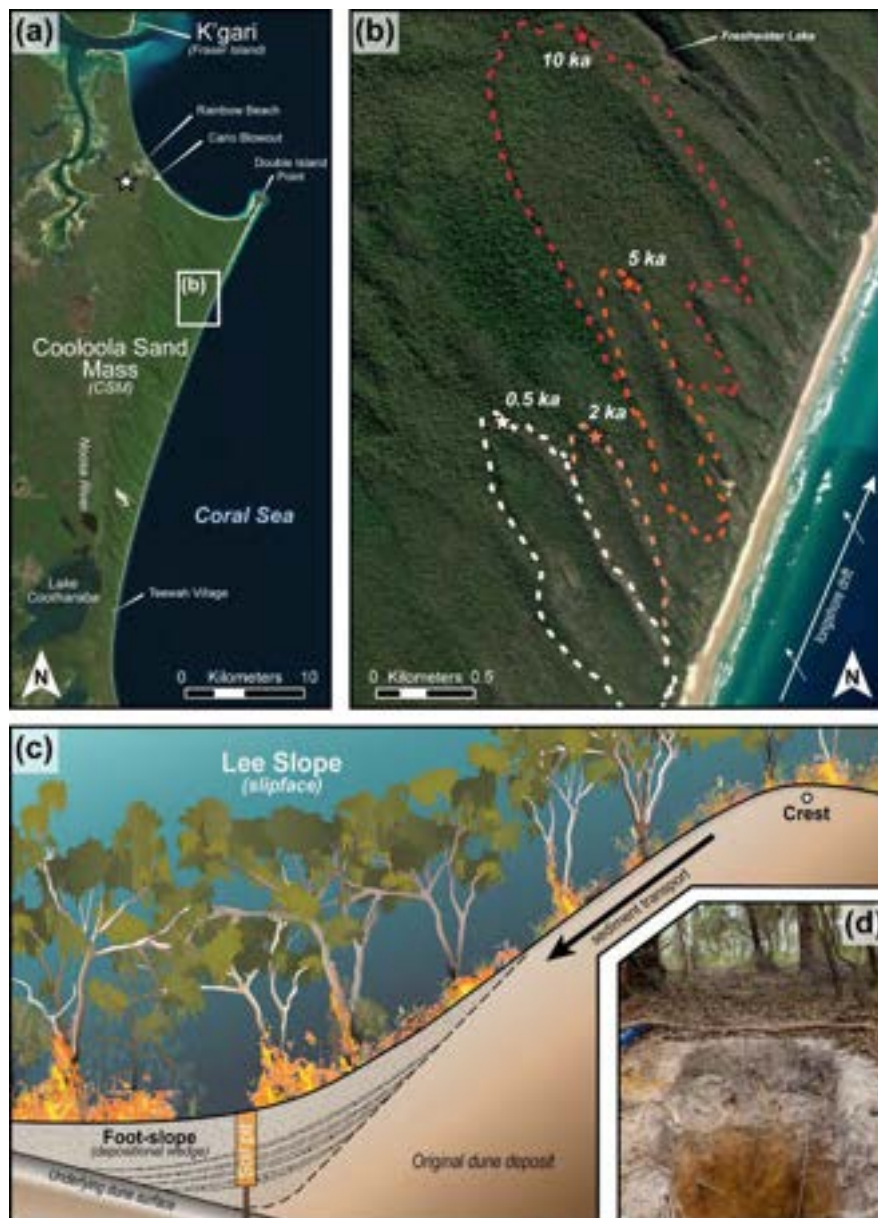 (a)
K'gari
(Fraser Island)
Rainbow Beach
Carlo Blowout
Double Island
Point
(b)
Cooloola Sand
Mass
(CSM)
Noosa River
Coral Sea
Lake
Cootharaba
Teewah Village
N
0 Kilometers 10
(b)
Freshwater Lake
10 ka
5 ka
0.5 ka
2 ka
longshore drift
0 Kilometers 0.5
N
(c)
Lee Slope
(slipface)
Crest
sediment transport
(d)
Foot-slope
(depositional wedge)
Soil pit
Original dune deposit
Underlying dune surface